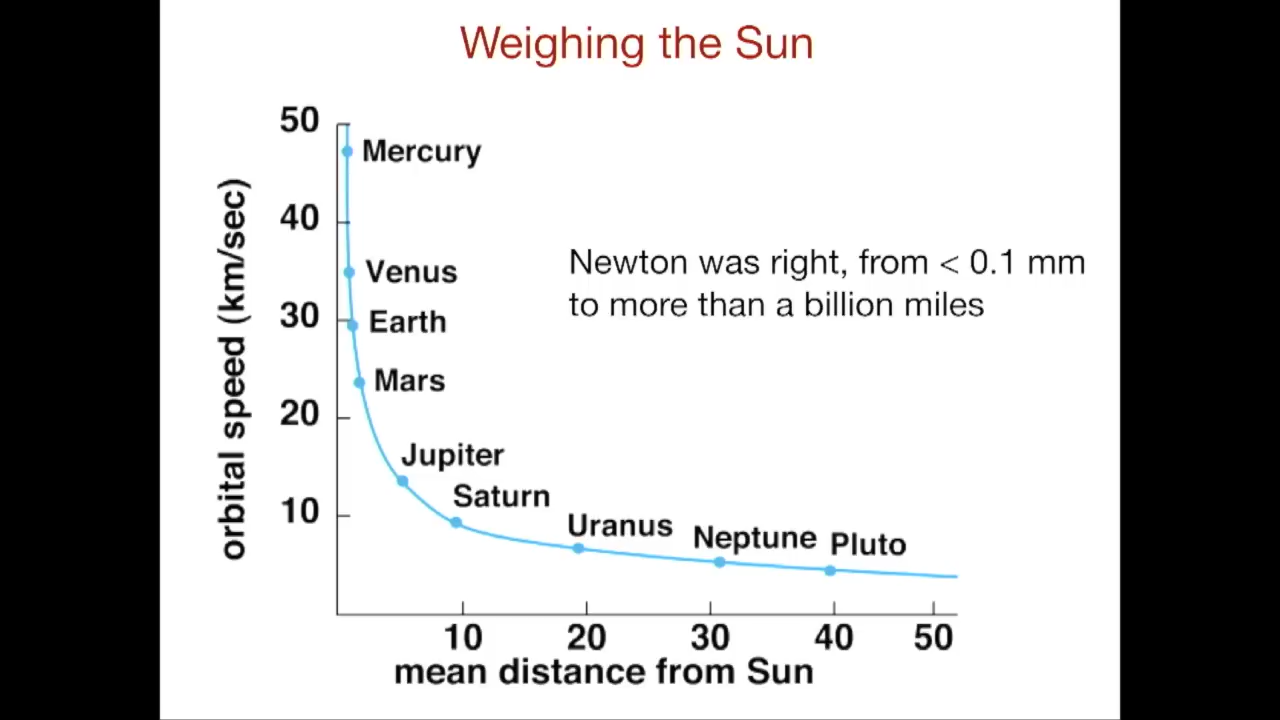 Weighing the Sun
50
Mercury
40
Newton was right, from < 0.1 mm
to more than a billion miles
Venus
30
Earth
Mars
20
Jupiter
Saturn
10
Uranus
Neptune
Pluto
orbital speed (km/sec)
10 20 30 40 50
mean distance from Sun